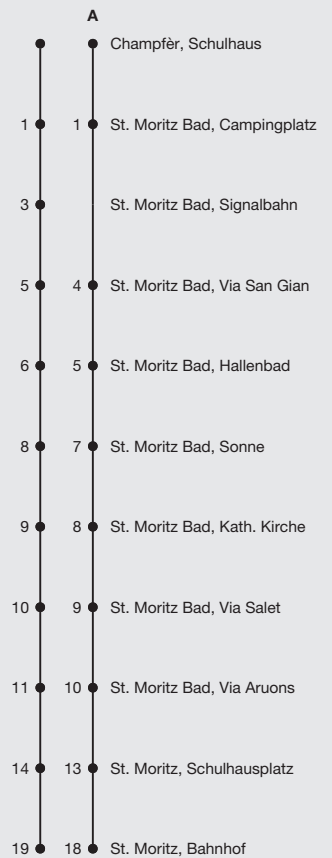 A
Champfèr, Schulhaus
1 1 St. Moritz Bad, Campingplatz
3 St. Moritz Bad, Signalbahn
5 4 St. Moritz Bad, Via San Gian
6 5 St. Moritz Bad, Hallenbad
8 7 St. Moritz Bad, Sonne
9 8 St. Moritz Bad, Kath. Kirche
10 9 St. Moritz Bad, Via Salet
11 10 St. Moritz Bad, Via Aruons
14 13 St. Moritz, Schulhausplatz
19 18 St. Moritz, Bahnhof